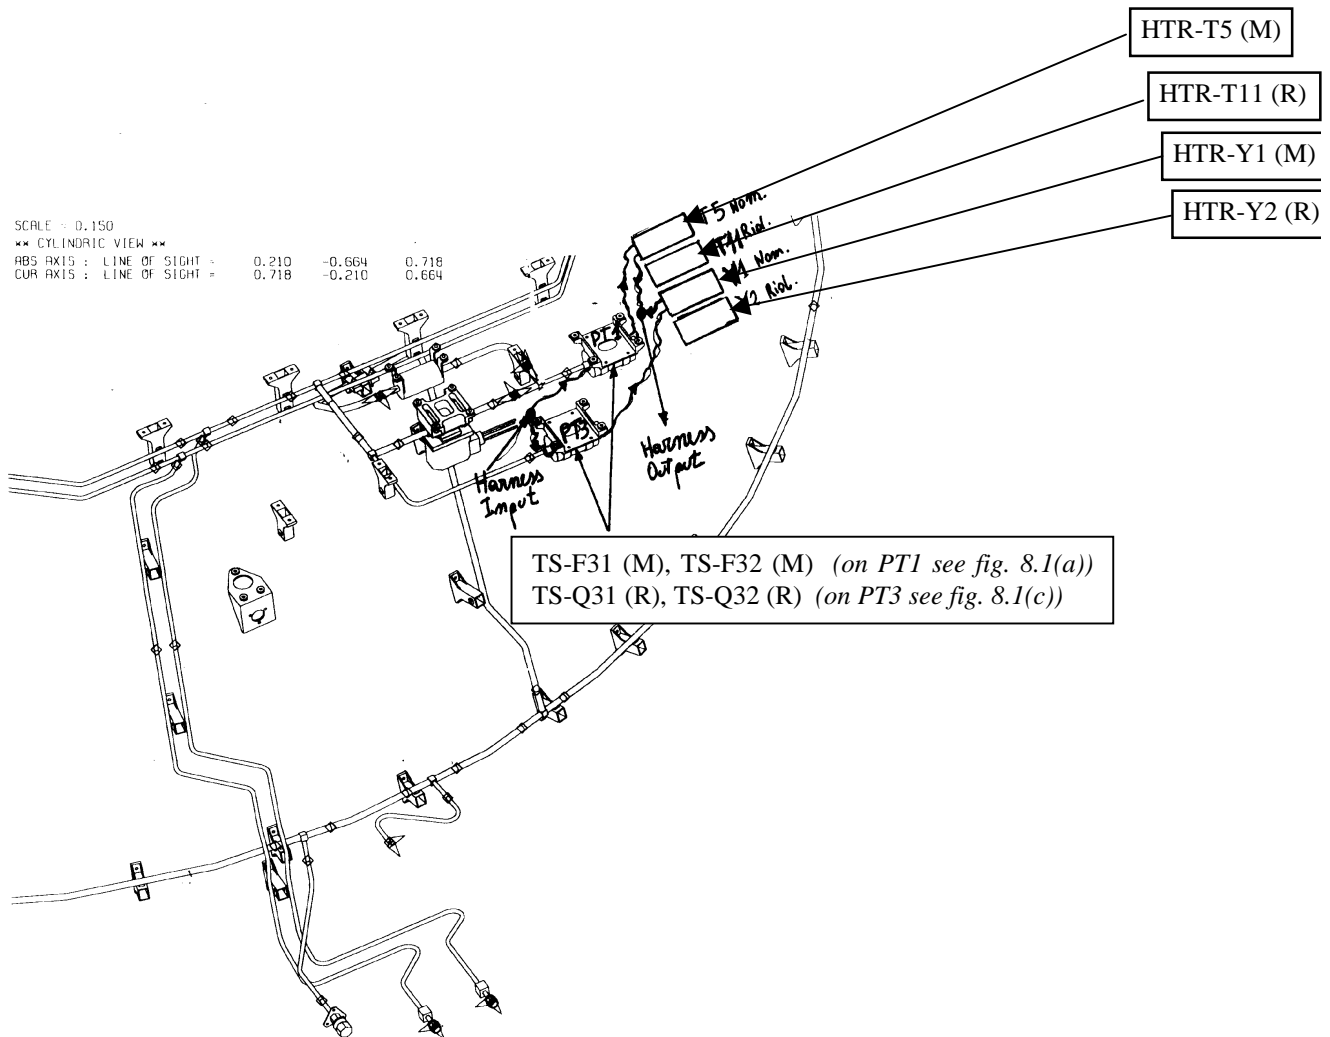 HTR-T5 (M)
HTR-T11 (R)
HTR-Y1 (M)
HTR-Y2 (R)
SCALE = 0.150
** CYLINDRIC VIEW **
ABS AXIS : LINE OF SIGHT = 0.210 -0.664 0.718
CUR AXIS : LINE OF SIGHT = 0.718 -0.210 0.664
T5 Nom.
T11 Rid.
Y1 Nom.
Y2 Rid.
PT1
PT3
Harness
Input
Harness
Output
TS-F31 (M), TS-F32 (M) (on PT1 see fig. 8.1(a))
TS-Q31 (R), TS-Q32 (R) (on PT3 see fig. 8.1(c))